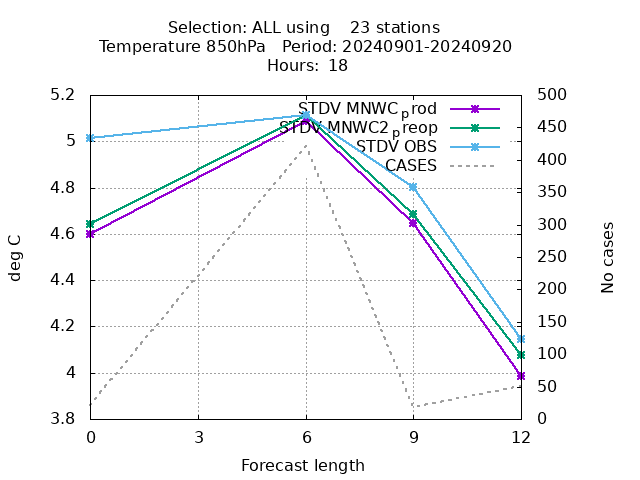 Selection: ALL using    23 stations
Temperature 850hPa   Period: 20240901-20240920
Hours:  18
STDV MNWCprod
STDV MNWC2preop
STDV OBS
CASES
5.2
5
4.8
4.6
4.4
4.2
4
3.8
500
450
400
350
300
250
200
150
100
50
0
deg C
No cases
0 3 6 9 12
Forecast length